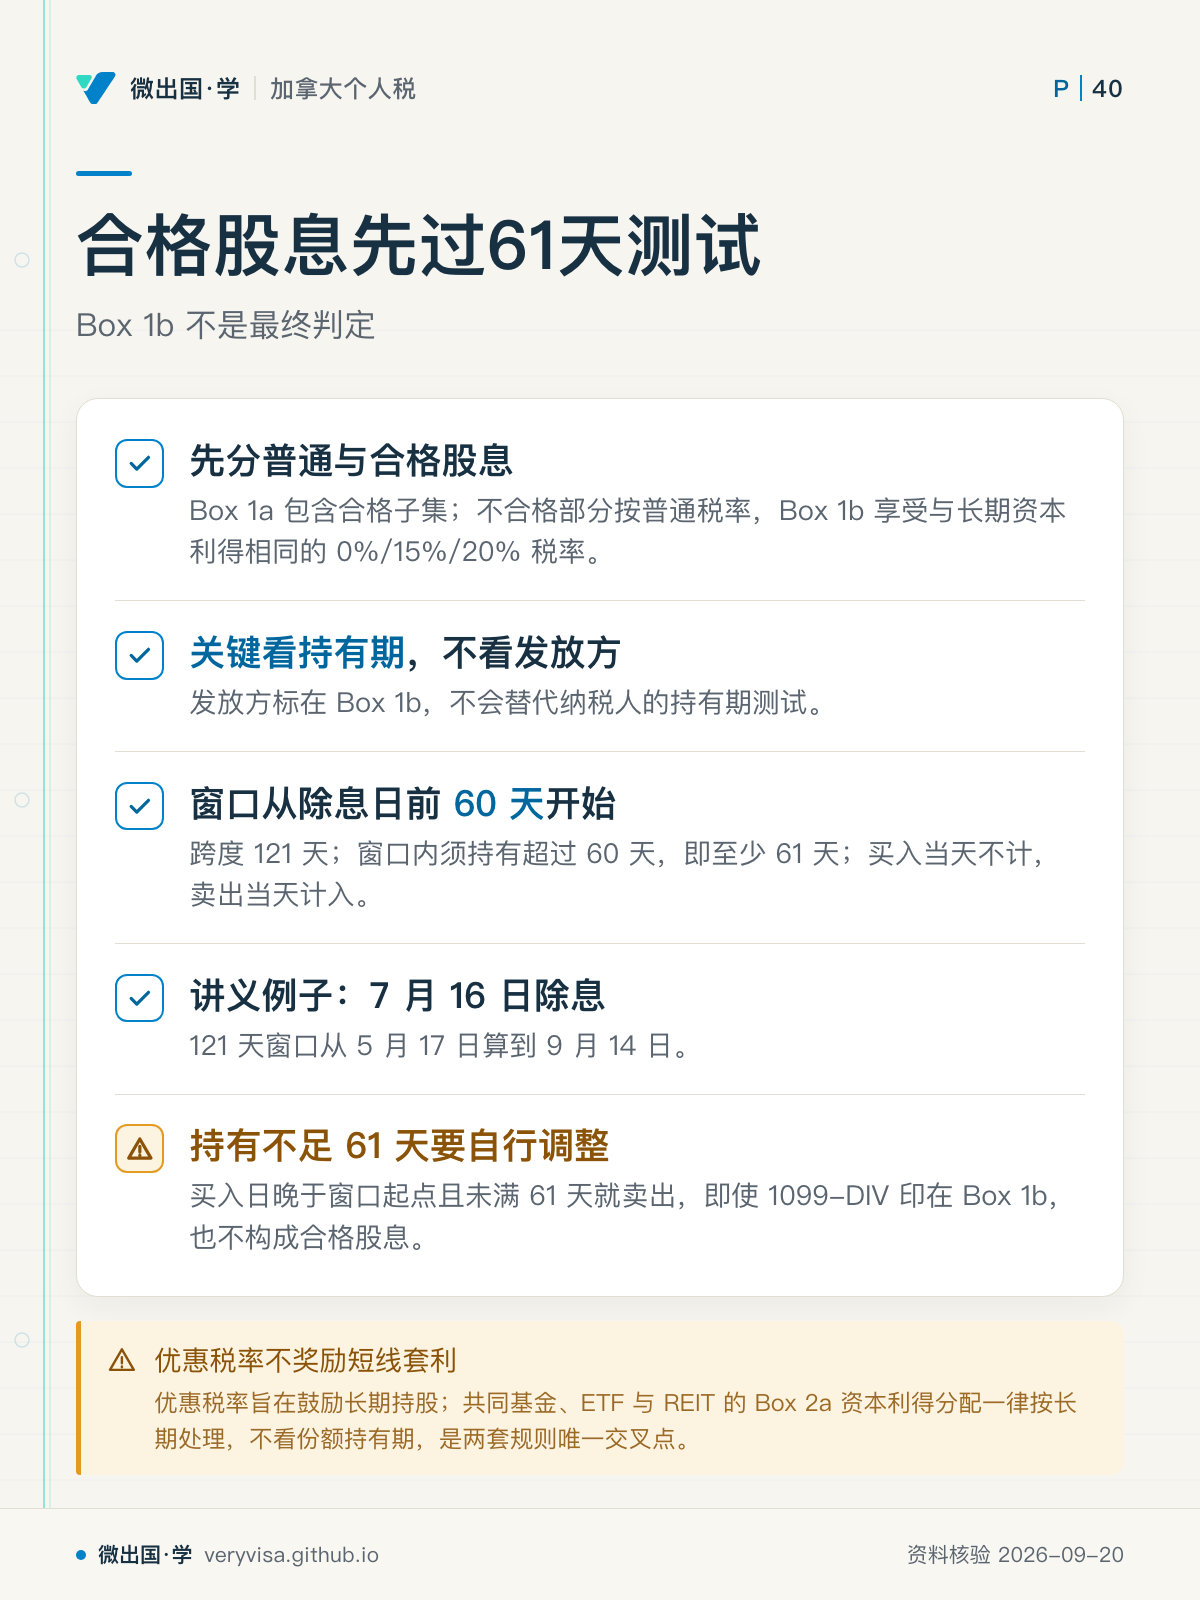 微出国·学 加拿大个人税
P 40
合格股息先过61天测试
Box 1b 不是最终判定
先分普通与合格股息
Box 1a 包含合格子集；不合格部分按普通税率，Box 1b 享受与长期资本
利得相同的 0%/15%/20% 税率。
关键看持有期，不看发放方
发放方标在 Box 1b，不会替代纳税人的持有期测试。
窗口从除息日前 60 天开始
跨度 121 天；窗口内须持有超过 60 天，即至少 61 天；买入当天不计，
卖出当天计入。
讲义例子：7 月 16 日除息
121 天窗口从 5 月 17 日算到 9 月 14 日。
持有不足 61 天要自行调整
买入日晚于窗口起点且未满 61 天就卖出，即使 1099-DIV 印在 Box 1b，
也不构成合格股息。
优惠税率不奖励短线套利
优惠税率旨在鼓励长期持股；共同基金、ETF 与 REIT 的 Box 2a 资本利得分配一律按长
期处理，不看份额持有期，是两套规则唯一交叉点。
微出国·学 veryvisa.github.io
资料核验 2026-09-20